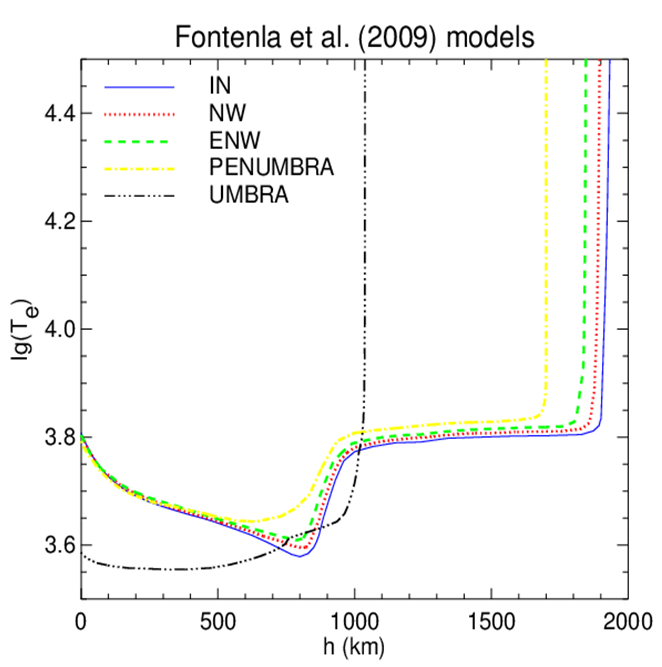 Fontenla et al. (2009) models
IN
NW
ENW
PENUMBRA
UMBRA
4.4
4.2
4.0
3.8
3.6
lg(Te)
0
500
1000
1500
2000
h (km)